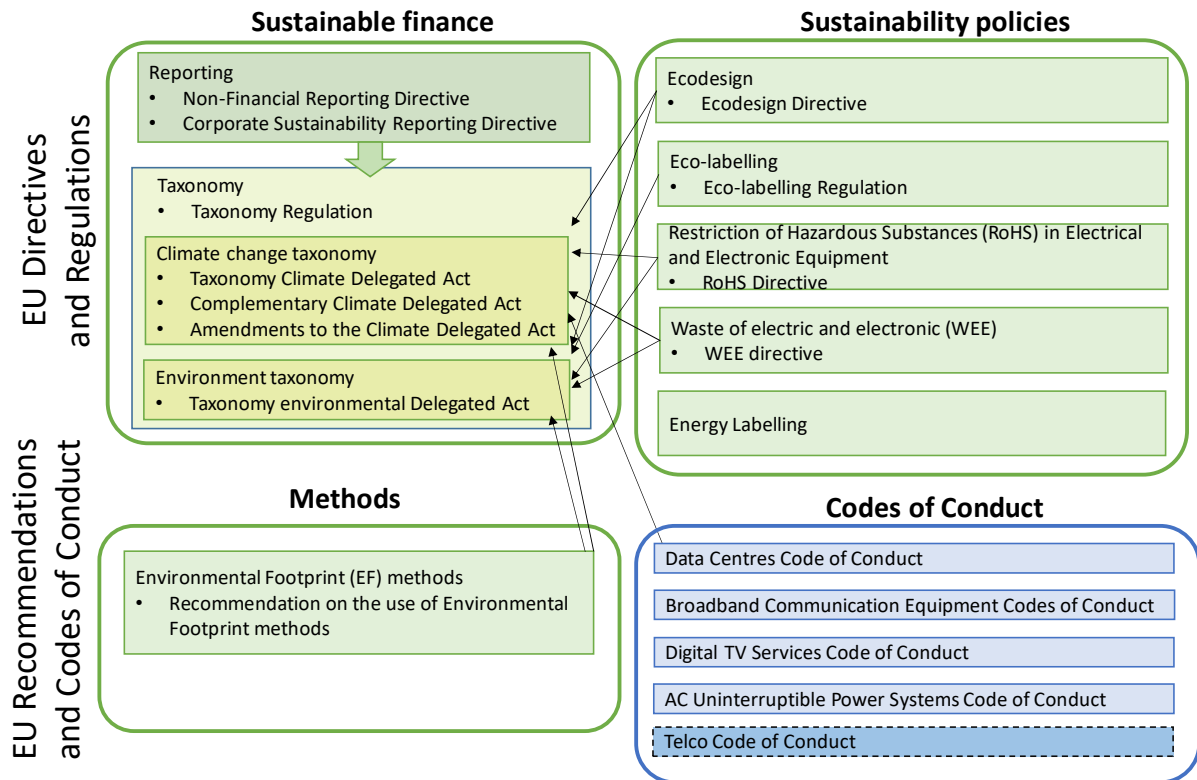 Sustainable finance
Sustainability policies
EU Directives
and Regulations
Reporting
• Non-Financial Reporting Directive
• Corporate Sustainability Reporting Directive
Taxonomy
• Taxonomy Regulation
Climate change taxonomy
• Taxonomy Climate Delegated Act
• Complementary Climate Delegated Act
• Amendments to the Climate Delegated Act
Environment taxonomy
• Taxonomy environmental Delegated Act
Ecodesign
• Ecodesign Directive
Eco-labelling
• Eco-labelling Regulation
Restriction of Hazardous Substances (RoHS) in Electrical
and Electronic Equipment
• RoHS Directive
Waste of electric and electronic (WEE)
• WEE directive
Energy Labelling
EU Recommendations
and Codes of Conduct
Methods
Environmental Footprint (EF) methods
• Recommendation on the use of Environmental
Footprint methods
Codes of Conduct
Data Centres Code of Conduct
Broadband Communication Equipment Codes of Conduct
Digital TV Services Code of Conduct
AC Uninterruptible Power Systems Code of Conduct
Telco Code of Conduct